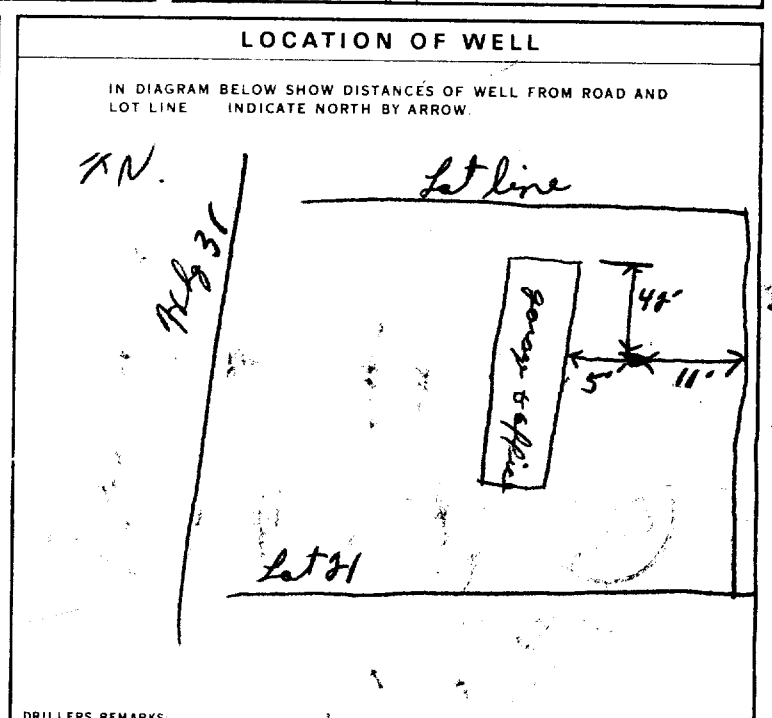 LOCATION OF WELL
IN DIAGRAM BELOW SHOW DISTANCES OF WELL FROM ROAD AND
LOT LINE INDICATE NORTH BY ARROW.
N.
Lot line
Hwy 31
garage & office
42'
5'
11'
Lot 21
DRILLERS REMARKS